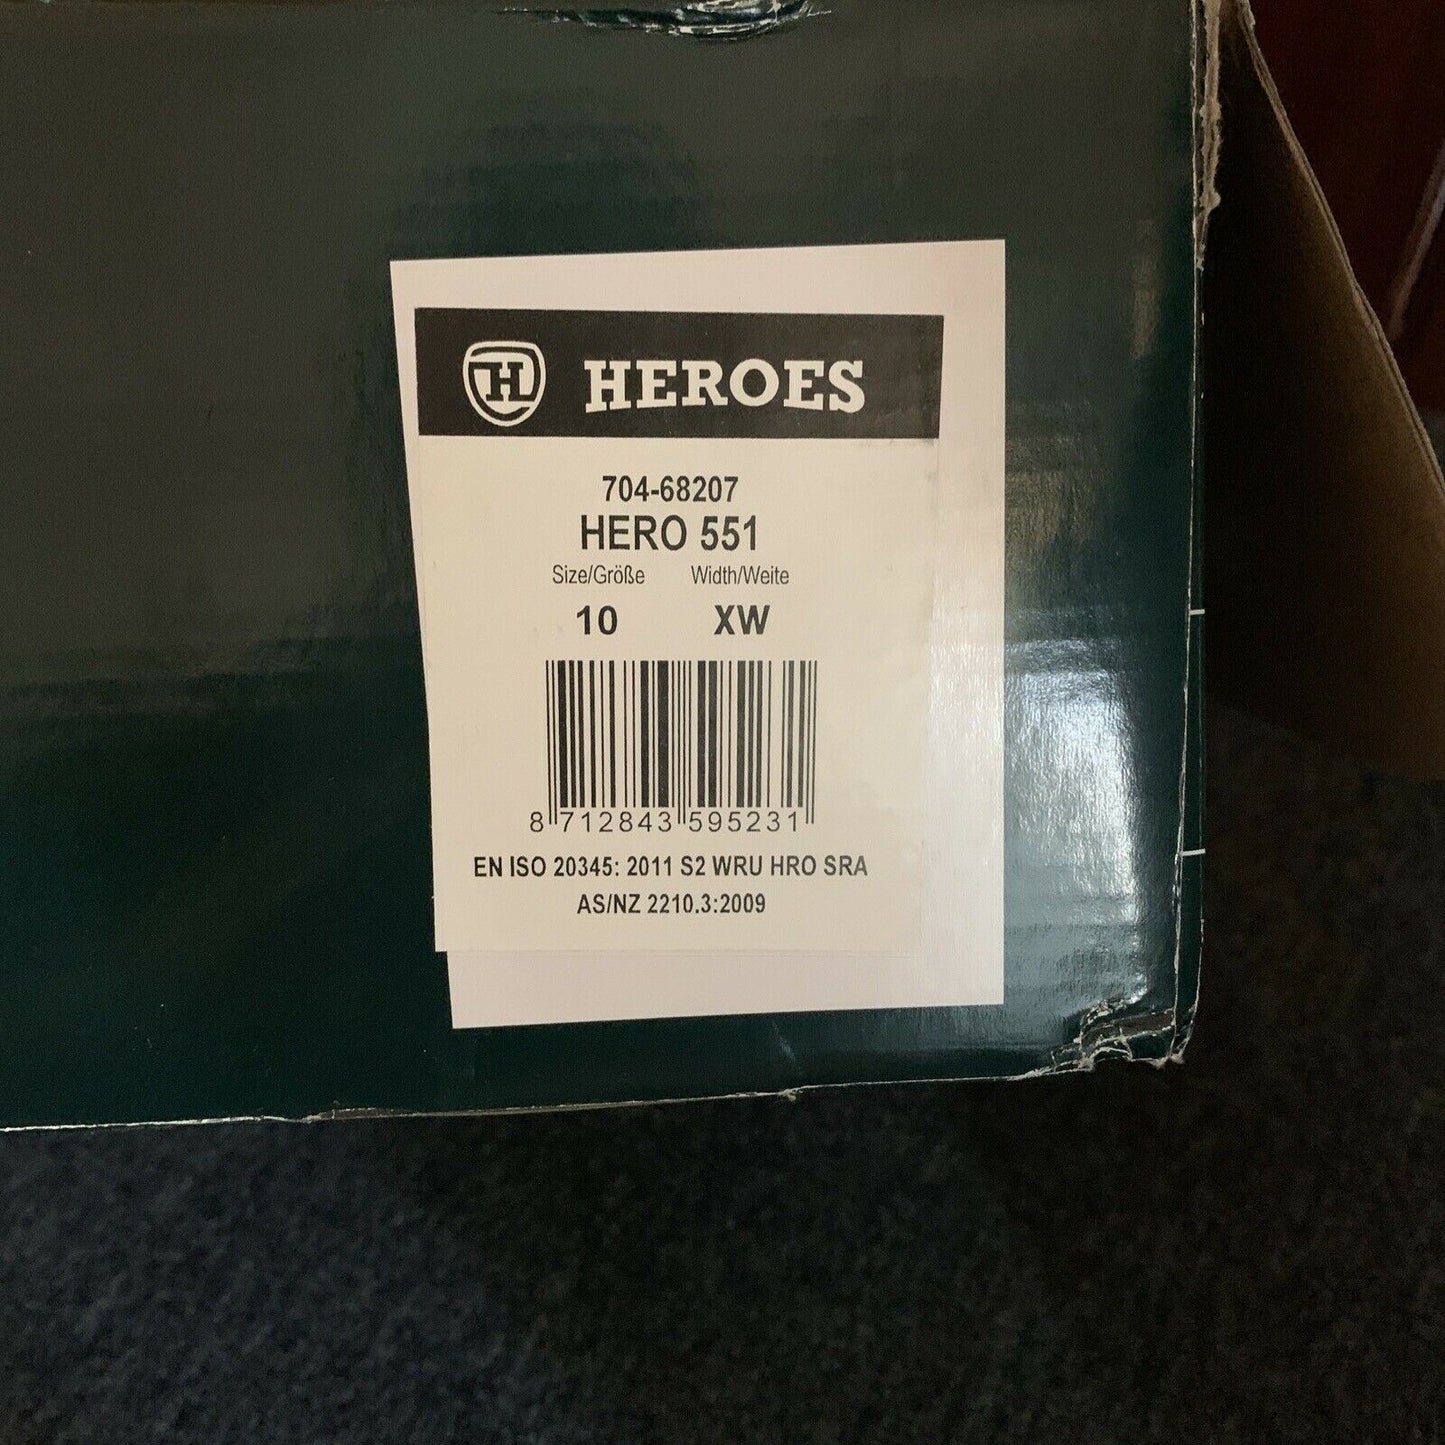 H HEROES
704-68207
HERO 551
Size/Größe Width/Weite
10 XW
8 712843 595231
EN ISO 20345: 2011 S2 WRU HRO SRA
AS/NZ 2210.3:2009